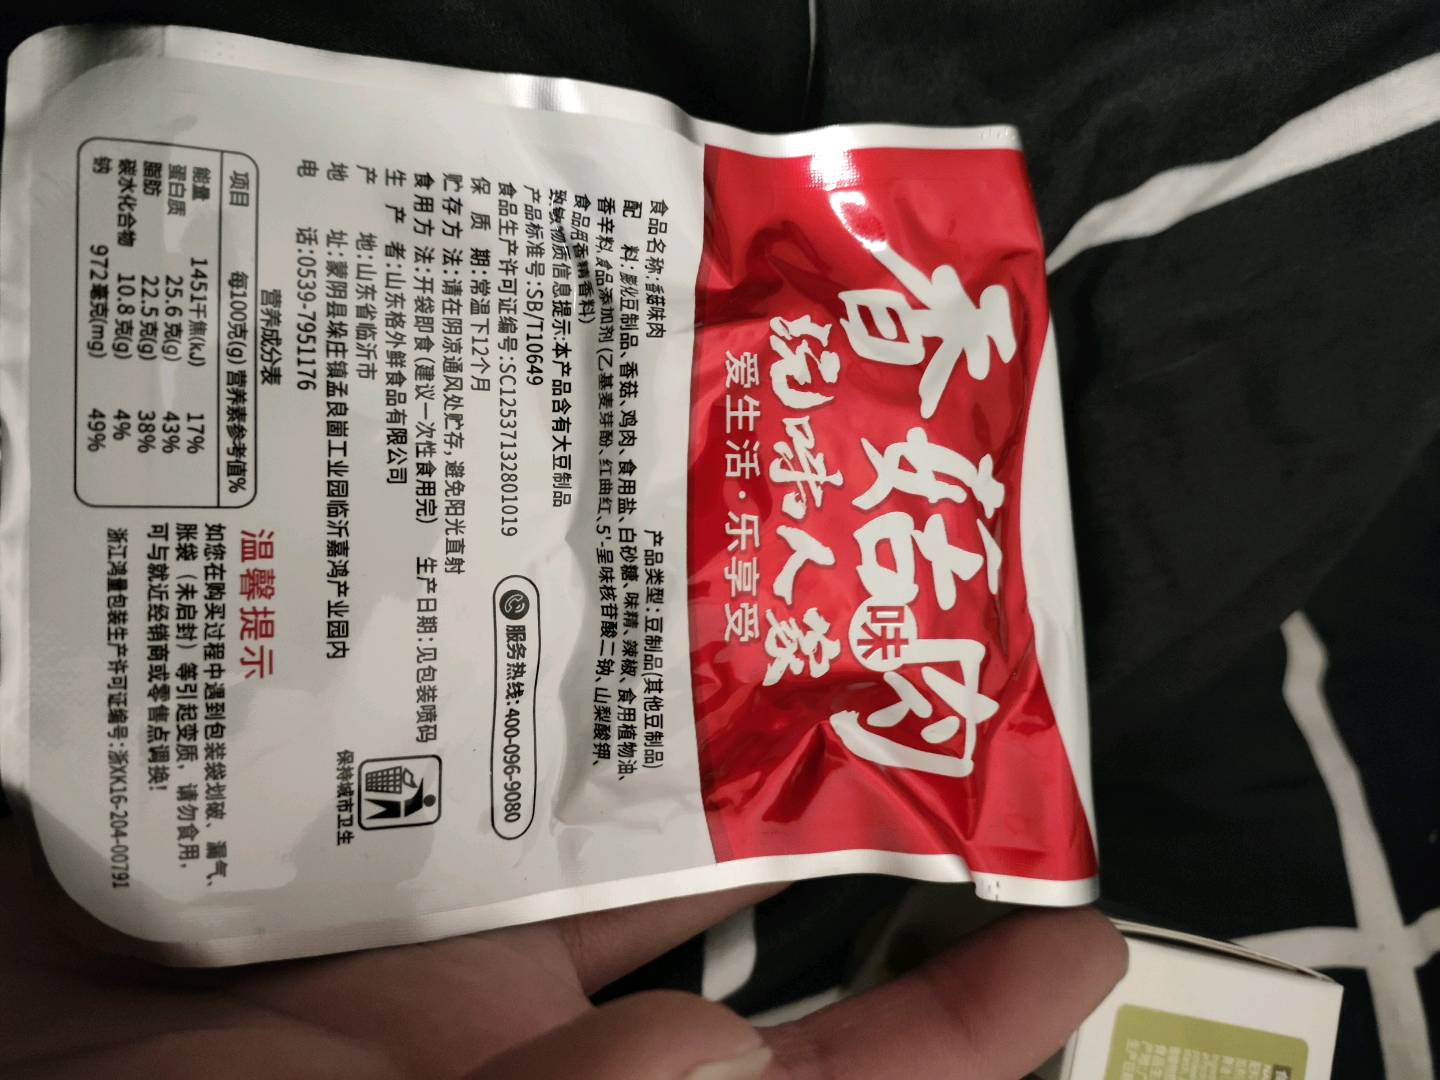 香菇味肉
绝味人家
爱生活·乐享受
食品名称:香菇味肉 产品类型:豆制品(其他豆制品)
配 料:膨化豆制品、香菇、鸡肉、食用盐、白砂糖、味精、辣椒、食用植物油、
香辛料,食品添加剂(乙基麦芽酚、红曲红、5'-呈味核苷酸二钠、山梨酸钾、
食品用香精香料)
致敏物质信息提示:本产品含有大豆制品
产品标准号:SB/T10649
食品生产许可证编号:SC12537132801019
保 质 期:常温下12个月
服务热线:400-096-9080
贮存方法:请在阴凉通风处贮存,避免阳光直射
食用方法:开袋即食(建议一次性食用完) 生产日期:见包装喷码
生 产 者:山东格外鲜食品有限公司
产 地:山东省临沂市
地 址:蒙阴县垛庄镇孟良崮工业园临沂嘉鸿产业园内
电 话:0539-7951176
保持城市卫生
营养成分表
项目 每100克(g) 营养素参考值%
能量 1451千焦(kJ) 17%
蛋白质 25.6 克(g) 43%
脂肪 22.5 克(g) 38%
碳水化合物 10.8 克(g) 4%
钠 972毫克(mg) 49%
温馨提示
如您在购买过程中遇到包装袋划破、漏气、
胀袋（未启封）等引起变质，请勿食用，
可与就近经销商或零售点调换!
浙江鸿量包装生产许可证编号:浙XK16-204-00791